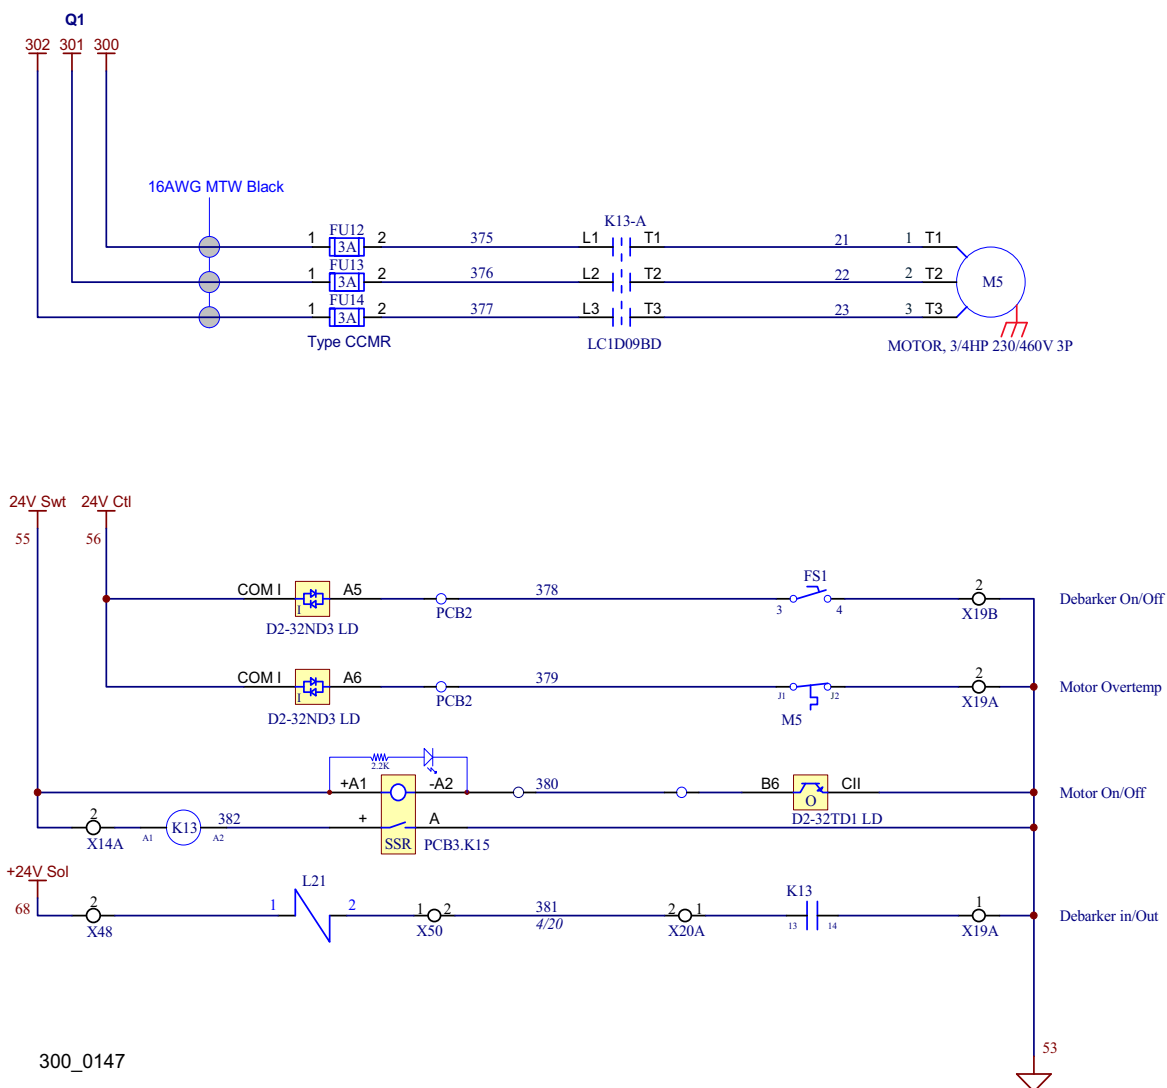 Q1
302 301 300
16AWG MTW Black
K13-A
1 FU12 2 375 L1 T1 21 1 T1
3A
1 FU13 2 376 L2 T2 22 2 T2 M5
3A
1 FU14 2 377 L3 T3 23 3 T3
3A
Type CCMR LC1D09BD MOTOR, 3/4HP 230/460V 3P
24V Swt 24V Ctl
55 56
COM I I A5 378 FS1 2
PCB2 3 4 X19B Debarker On/Off
D2-32ND3 LD
COM I I A6 379 2
PCB2 J1 J2 X19A Motor Overtemp
D2-32ND3 LD M5
2.2K
+A1 -A2 380 B6 O CII Motor On/Off
D2-32TD1 LD
2 K13 382 + A
X14A A1 A2 SSR PCB3.K15
+24V Sol
68 2 L21 K13
1 2 1 2 381 2 1 1
X48 X50 4/20 X20A 13 14 X19A Debarker in/Out
53
300_0147